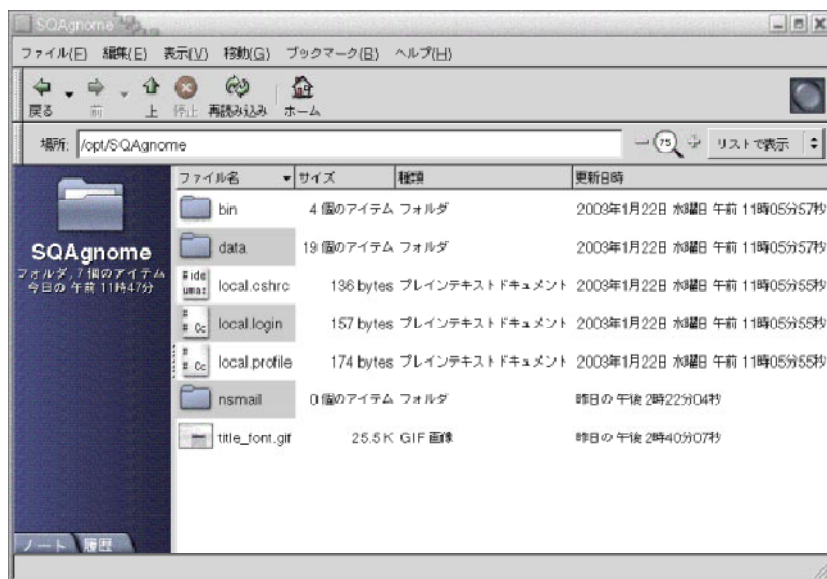 SQAgnome
ファイル(F) 編集(E) 表示(V) 移動(G) ブックマーク(B) ヘルプ(H)
戻る 前 上 停止 再読み込み ホーム
場所: /opt/SQAgnome 75 リストで表示
ファイル名 サイズ 種類 更新日時
bin 4 個のアイテム フォルダ 2003年1月22日 水曜日 午前 11時05分57秒
data 19 個のアイテム フォルダ 2003年1月22日 水曜日 午前 11時05分57秒
local.cshrc 136 bytes プレインテキストドキュメント 2003年1月22日 水曜日 午前 11時05分55秒
local.login 157 bytes プレインテキストドキュメント 2003年1月22日 水曜日 午前 11時05分55秒
local.profile 174 bytes プレインテキストドキュメント 2003年1月22日 水曜日 午前 11時05分55秒
nsmail 0 個のアイテム フォルダ 昨日の 午後 2時22分04秒
title_font.gif 25.5 K GIF 画像 昨日の 午後 2時40分07秒
SQAgnome
フォルダ, 7 個のアイテム
今日の 午前 11時47分
ノート 履歴